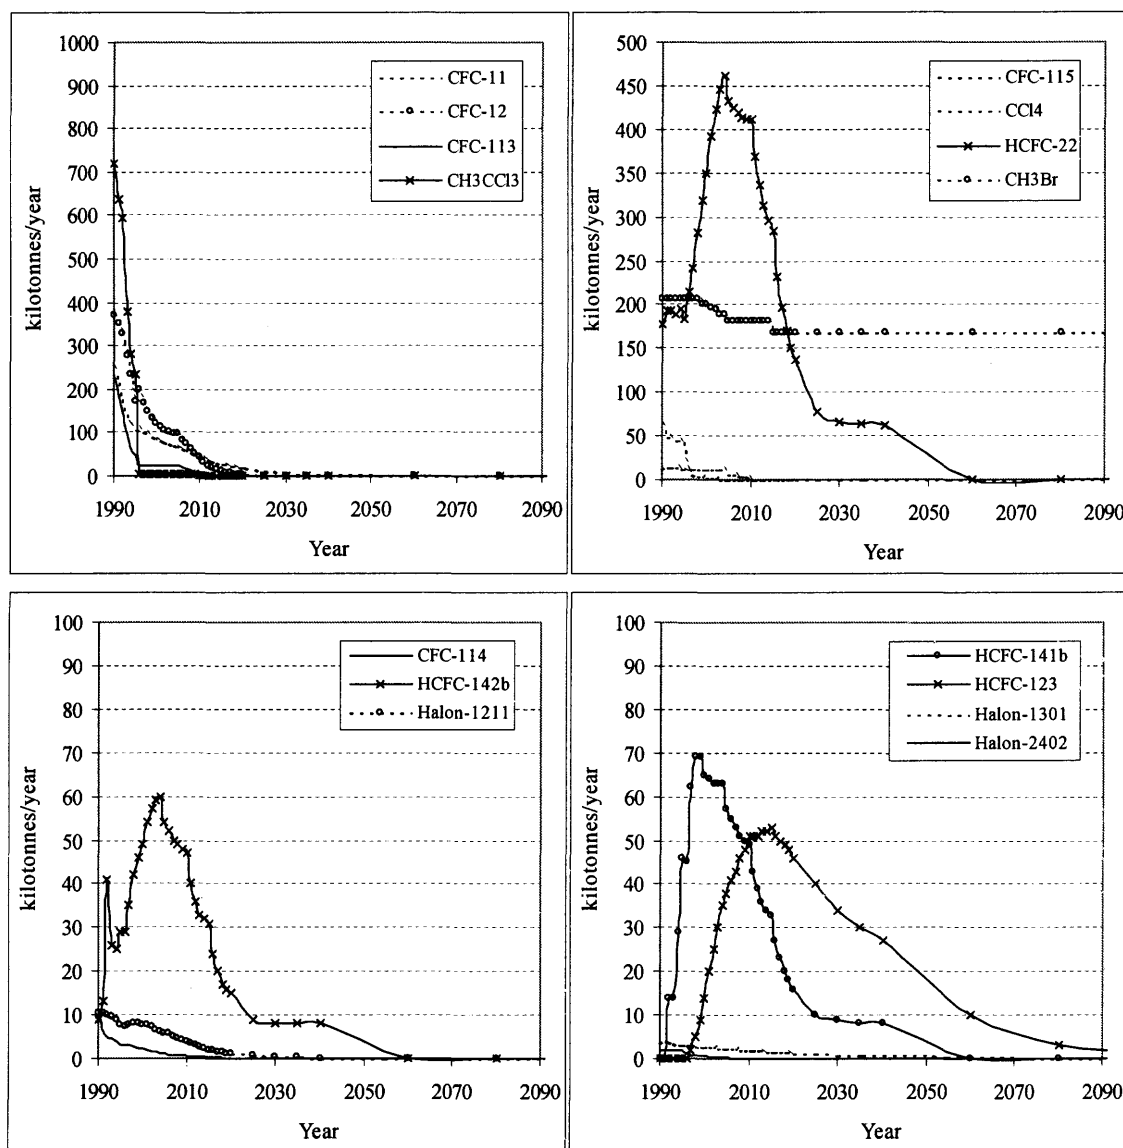 1000
900
800
700
600
500
400
300
200
100
0
kilotonnes/year
CFC-11
CFC-12
CFC-113
CH3CCl3
1990 2010 2030 2050 2070 2090
Year
500
450
400
350
300
250
200
150
100
50
0
kilotonnes/year
CFC-115
CCl4
HCFC-22
CH3Br
1990 2010 2030 2050 2070 2090
Year
100
90
80
70
60
50
40
30
20
10
0
kilotonnes/year
CFC-114
HCFC-142b
Halon-1211
1990 2010 2030 2050 2070 2090
Year
100
90
80
70
60
50
40
30
20
10
0
kilotonnes/year
HCFC-141b
HCFC-123
Halon-1301
Halon-2402
1990 2010 2030 2050 2070 2090
Year